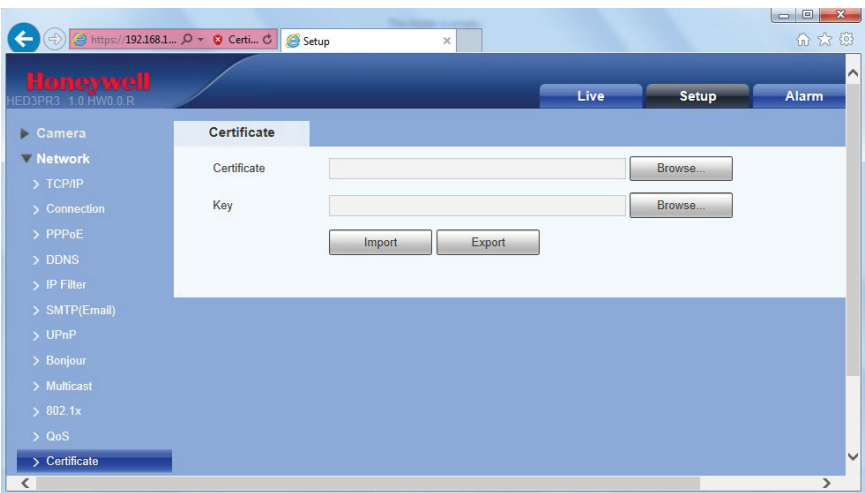 https://192.168.1... Certi... Setup
Honeywell
HED3PR3 1.0.HW0.0.R
Live Setup Alarm
Camera
Network
TCP/IP
Connection
PPPoE
DDNS
IP Filter
SMTP(Email)
UPnP
Bonjour
Multicast
802.1x
QoS
Certificate
Certificate
Certificate Browse...
Key Browse...
Import Export